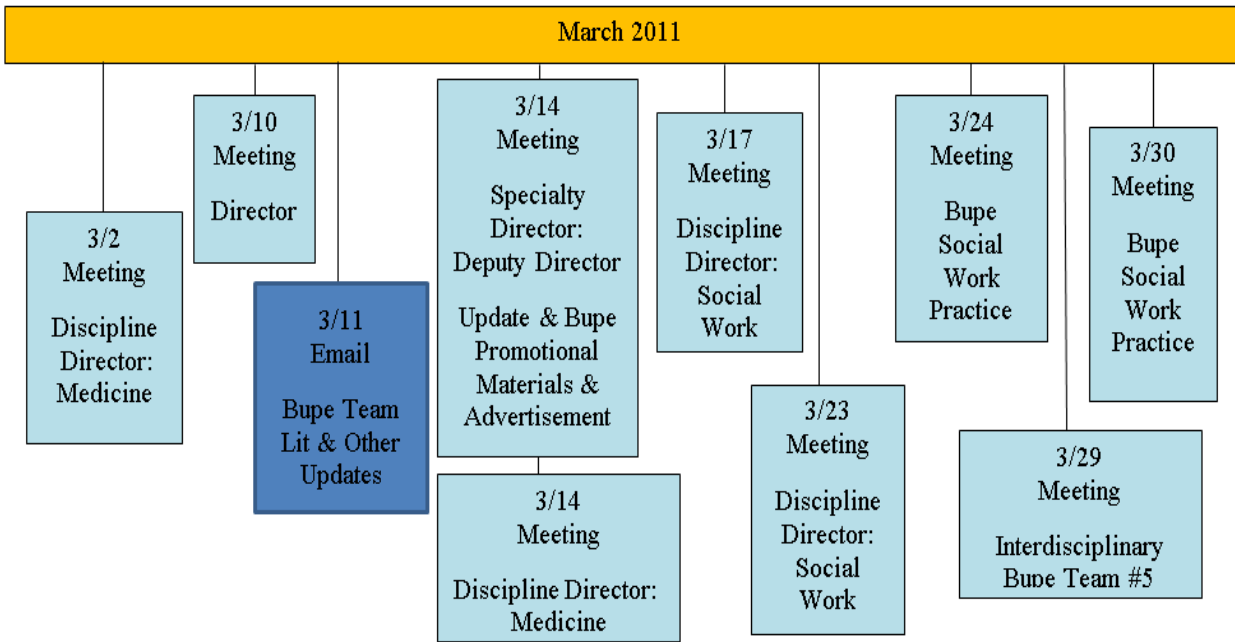 March 2011
3/2
Meeting
Discipline
Director:
Medicine
3/10
Meeting
Director
3/11
Email
Bupe Team
Lit & Other
Updates
3/14
Meeting
Specialty
Director:
Deputy Director
Update & Bupe
Promotional
Materials &
Advertisement
3/14
Meeting
Discipline Director:
Medicine
3/17
Meeting
Discipline
Director:
Social
Work
3/23
Meeting
Discipline
Director:
Social
Work
3/24
Meeting
Bupe
Social
Work
Practice
3/29
Meeting
Interdisciplinary
Bupe Team #5
3/30
Meeting
Bupe
Social
Work
Practice